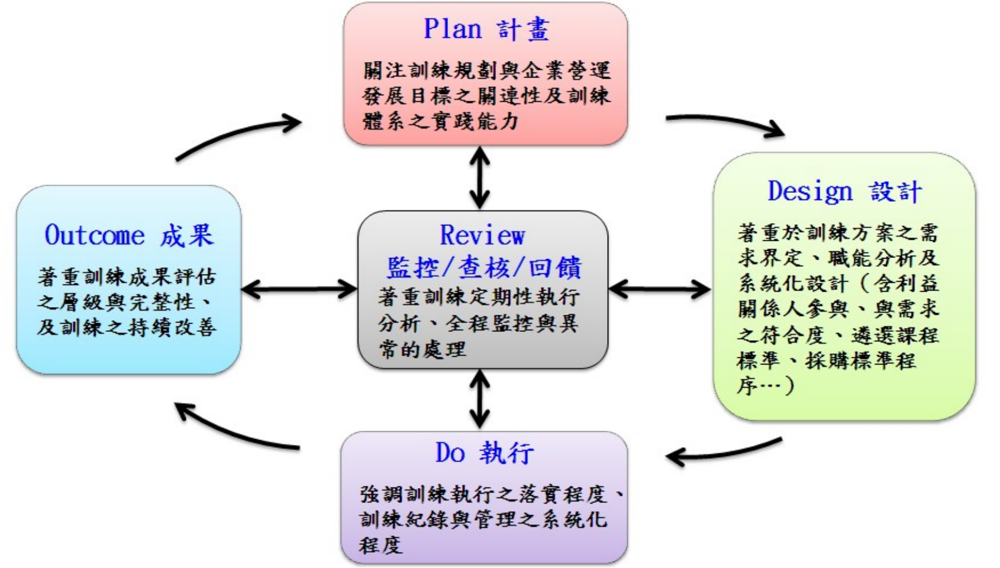 Plan 計畫
關注訓練規劃與企業營運
發展目標之關連性及訓練
體系之實踐能力
Design 設計
著重於訓練方案之需
求界定、職能分析及
系統化設計（含利益
關係人參與、與需求
之符合度、遴選課程
標準、採購標準程
序…）
Outcome 成果
著重訓練成果評估
之層級與完整性、
及訓練之持續改善
Review
監控/查核/回饋
著重訓練定期性執行
分析、全程監控與異
常的處理
Do 執行
強調訓練執行之落實程度、
訓練紀錄與管理之系統化
程度